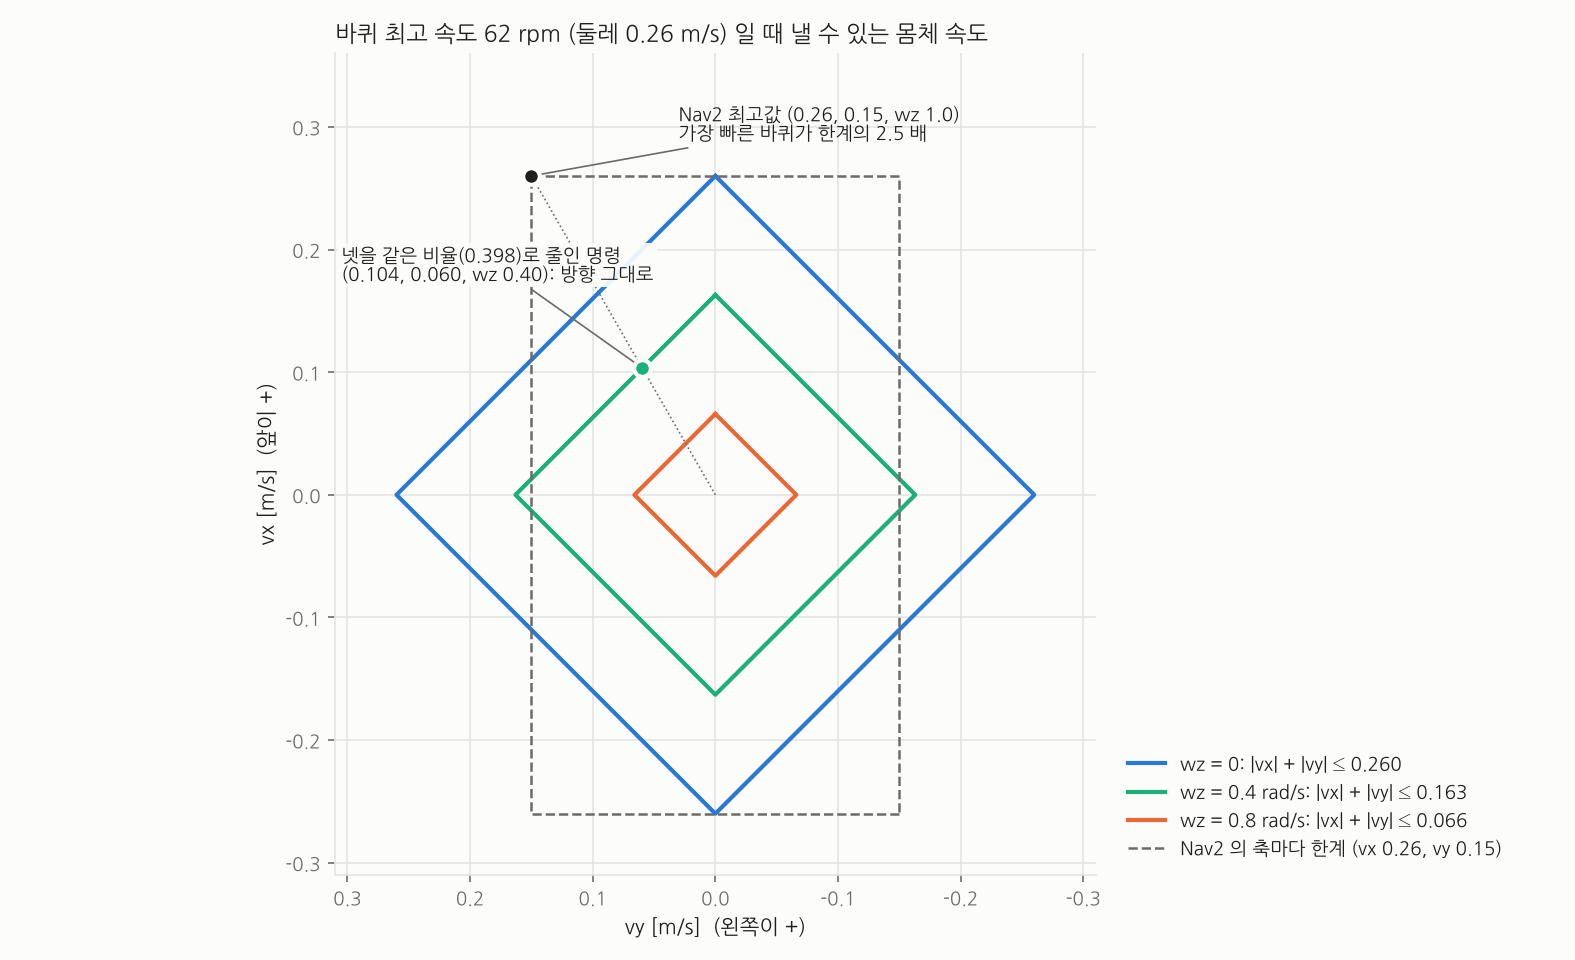 바퀴 최고 속도 62 rpm (둘레 0.26 m/s) 일 때 낼 수 있는 몸체 속도
Nav2 최고값 (0.26, 0.15, wz 1.0)
가장 빠른 바퀴가 한계의 2.5 배
넷을 같은 비율(0.398)로 줄인 명령
(0.104, 0.060, wz 0.40): 방향 그대로
0.3
0.2
0.1
0.0
-0.1
-0.2
-0.3
vx [m/s]  (앞이 +)
0.3
0.2
0.1
0.0
-0.1
-0.2
-0.3
vy [m/s]  (왼쪽이 +)
wz = 0: |vx| + |vy| ≤ 0.260
wz = 0.4 rad/s: |vx| + |vy| ≤ 0.163
wz = 0.8 rad/s: |vx| + |vy| ≤ 0.066
Nav2 의 축마다 한계 (vx 0.26, vy 0.15)